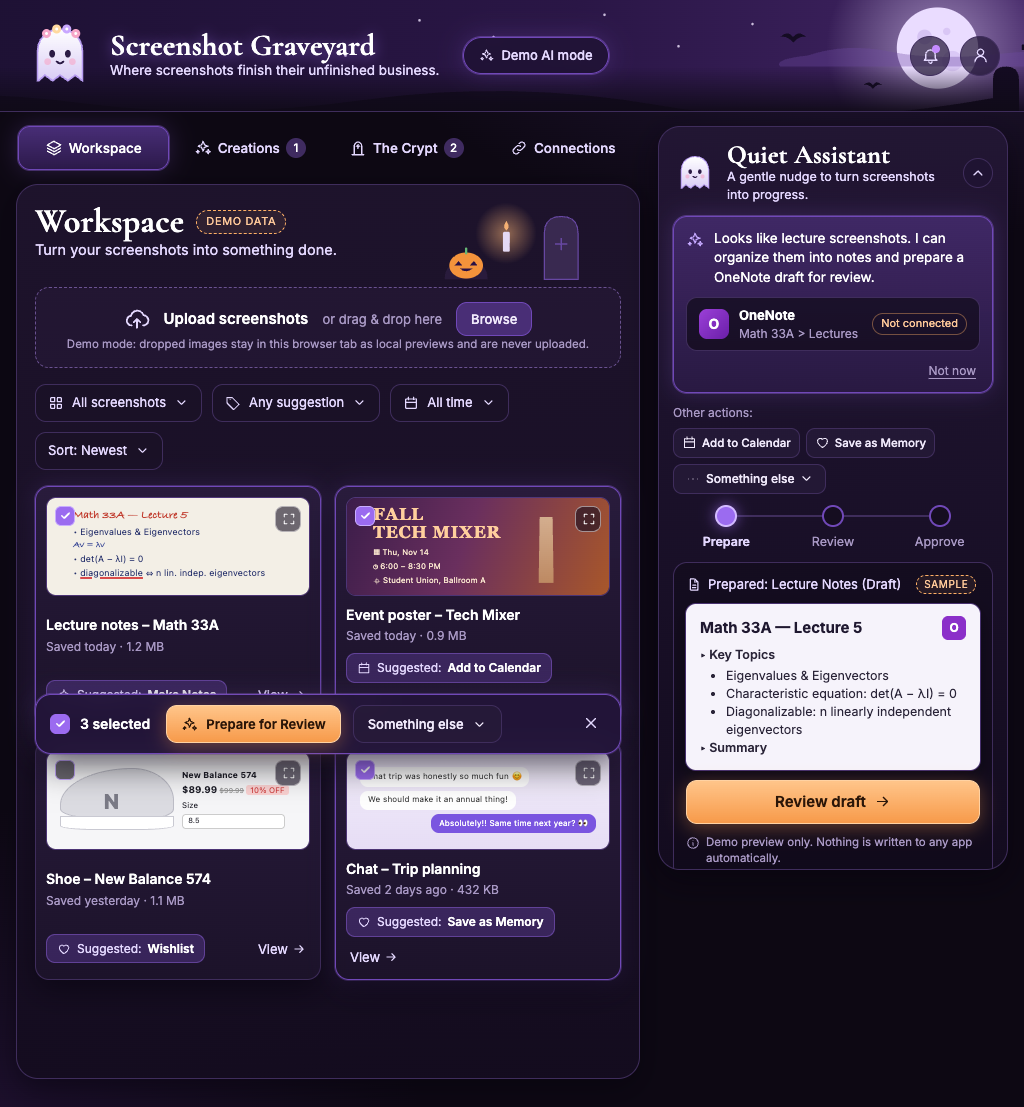 Screenshot Graveyard
Where screenshots finish their unfinished business.
Demo AI mode
Workspace
Creations 1
The Crypt 2
Connections
Workspace
DEMO DATA
Turn your screenshots into something done.
Upload screenshots or drag & drop here Browse
Demo mode: dropped images stay in this browser tab as local previews and are never uploaded.
All screenshots
Any suggestion
All time
Sort: Newest
Math 33A — Lecture 5
• Eigenvalues & Eigenvectors
Av = λv
• det(A − λI) = 0
• diagonalizable ⇔ n lin. indep. eigenvectors
Lecture notes – Math 33A
Saved today · 1.2 MB
Suggested: Make Notes
View →
FALL
TECH MIXER
Thu, Nov 14
6:00 – 8:30 PM
Student Union, Ballroom A
Event poster – Tech Mixer
Saved today · 0.9 MB
Suggested: Add to Calendar
3 selected
Prepare for Review
Something else
N
New Balance 574
$89.99 $99.99 10% OFF
Size
8.5
Shoe – New Balance 574
Saved yesterday · 1.1 MB
Suggested: Wishlist
View →
trip was honestly so much fun 😊
We should make it an annual thing!
Absolutely!! Same time next year? 👀
Chat – Trip planning
Saved 2 days ago · 432 KB
Suggested: Save as Memory
View →
Quiet Assistant
A gentle nudge to turn screenshots
into progress.
Looks like lecture screenshots. I can
organize them into notes and prepare a
OneNote draft for review.
O
OneNote
Math 33A > Lectures
Not connected
Not now
Other actions:
Add to Calendar
Save as Memory
··· Something else
Prepare
Review
Approve
Prepared: Lecture Notes (Draft)
SAMPLE
Math 33A — Lecture 5
O
▸ Key Topics
• Eigenvalues & Eigenvectors
• Characteristic equation: det(A − λI) = 0
• Diagonalizable: n linearly independent
eigenvectors
▸ Summary
Review draft →
Demo preview only. Nothing is written to any app
automatically.